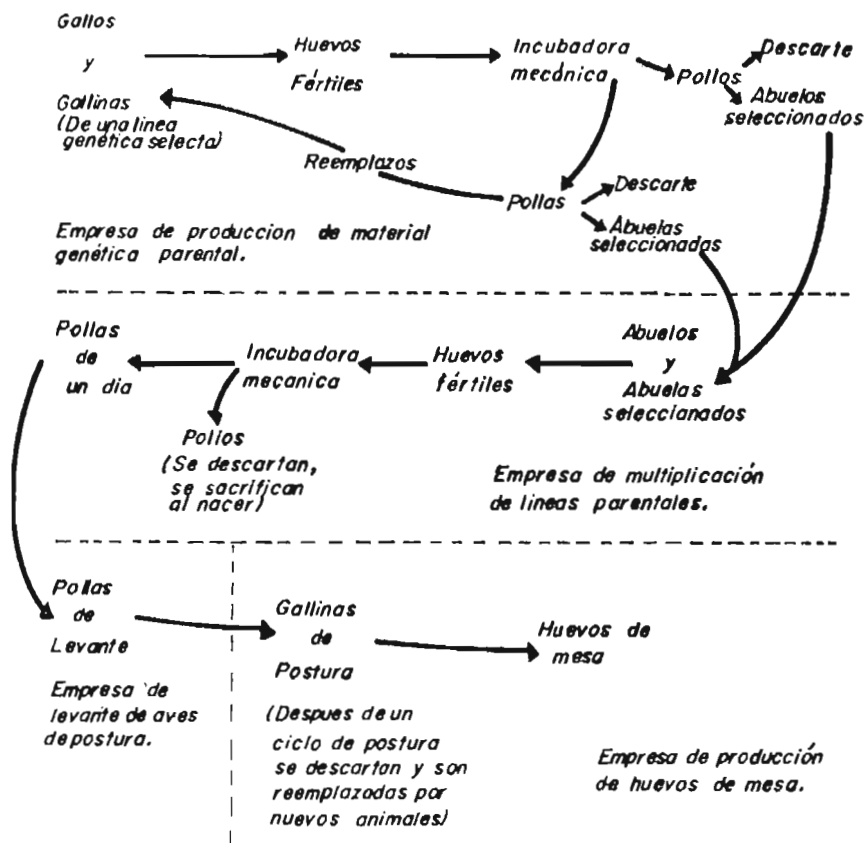 Gallos
y
Gallinas
(De una linea
genética selecta)
Huevos
Fértiles
Incubadora
mecánica
Pollos
Descarte
Abuelos
seleccionados
Reemplazos
Pollas
Descarte
Abuelas
seleccionadas
Empresa de produccion de material
genética parental.
Pollas
de
un dia
Incubadora
mecanica
Huevos
fértiles
Abuelos
y
Abuelas
seleccianados
Pollos
(Se descartan,
se sacrifican
al nacer)
Empresa de multiplicación
de lineas parentales.
Pollas
de
Levante
Gallinas
de
Postura
Huevos de
mesa
Empresa de
levante de aves
de postura.
(Despues de un
ciclo de postura
se descartan y son
reemplazadas por
nuevos animales)
Empresa de producción
de huevos de mesa.